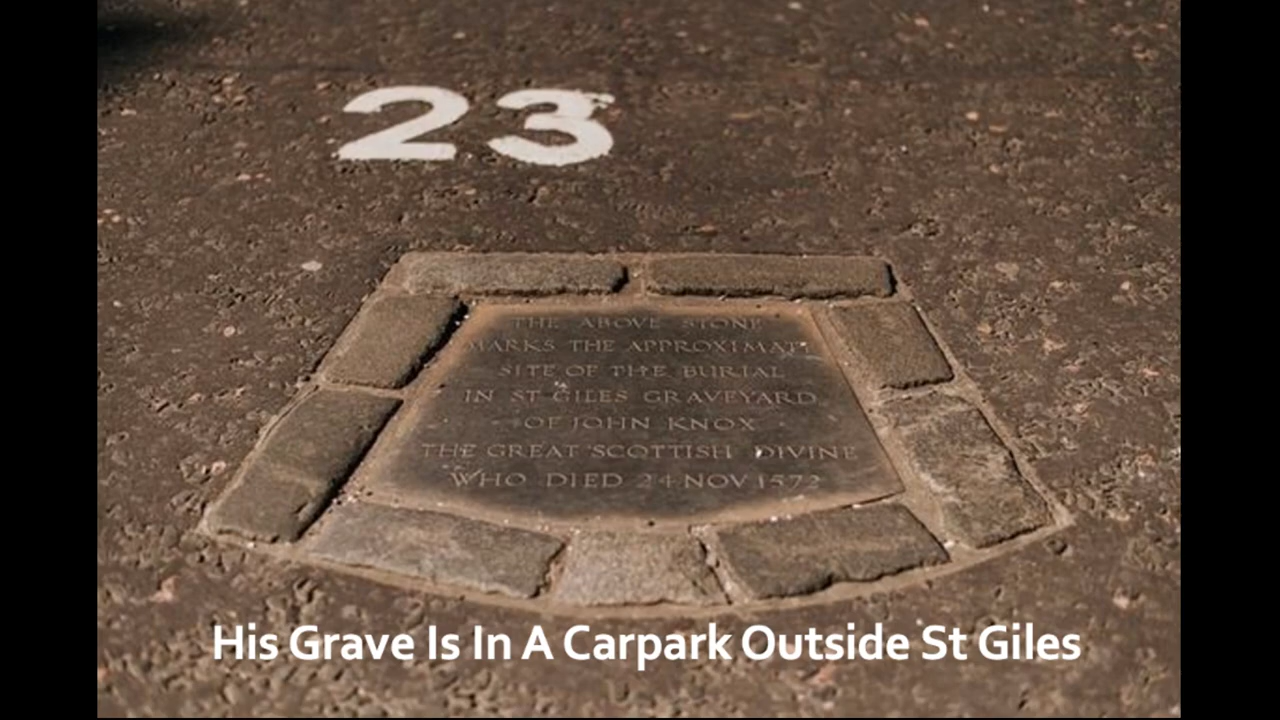 23
THE ABOVE STONE
MARKS THE APPROXIMATE
SITE OF THE BURIAL
IN ST GILES GRAVEYARD
OF JOHN KNOX
THE GREAT SCOTTISH DIVINE
WHO DIED 24 NOV 1572
His Grave Is In A Carpark Outside St Giles